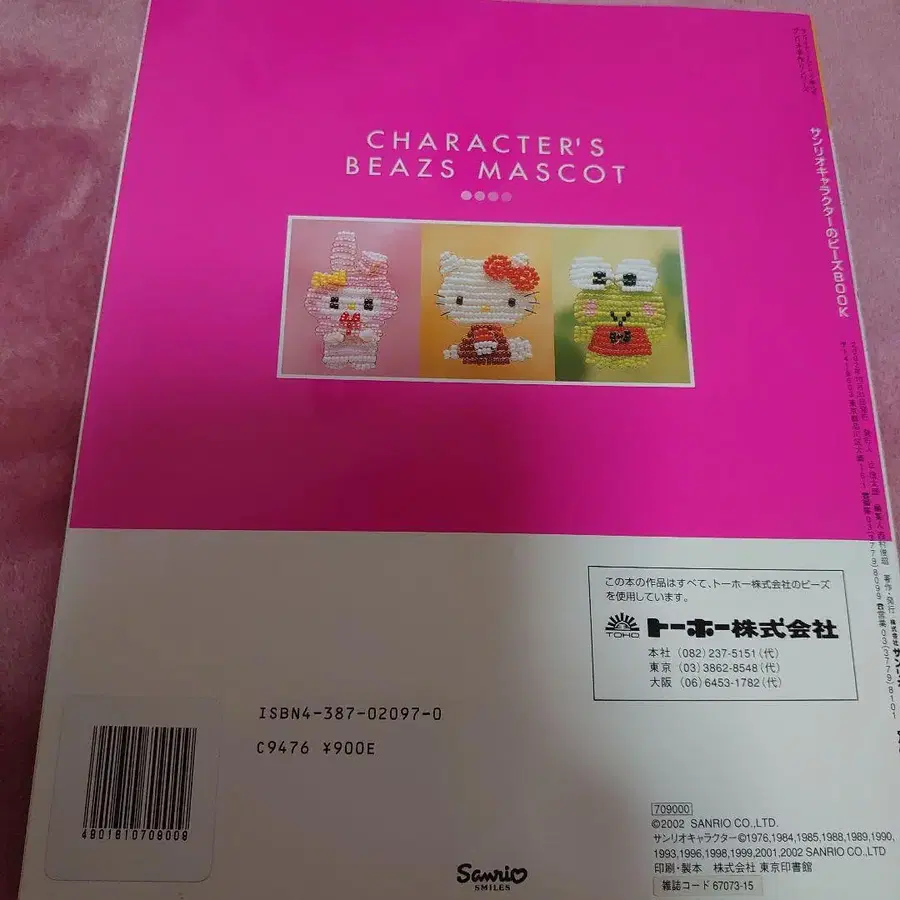 CHARACTER'S
BEAZS MASCOT
サンリオキャラクターのビーズBOOK
この本の作品はすべて、トーホー株式会社のビーズ
を使用しています。
TOHO トーホー株式会社
本社 (082)237-5151(代)
東京 (03)3862-8548(代)
大阪 (06)6453-1782(代)
ISBN4-387-02097-0
C9476 ¥900E
4901610709009
709000
©2002 SANRIO CO.,LTD.
サンリオキャラクター©1976,1984,1985,1988,1989,1990,
1993,1996,1998,1999,2001,2002 SANRIO CO.,LTD
印刷・製本 株式会社 東京印書館
雑誌コード 67073-15
Sanrio
SMILES